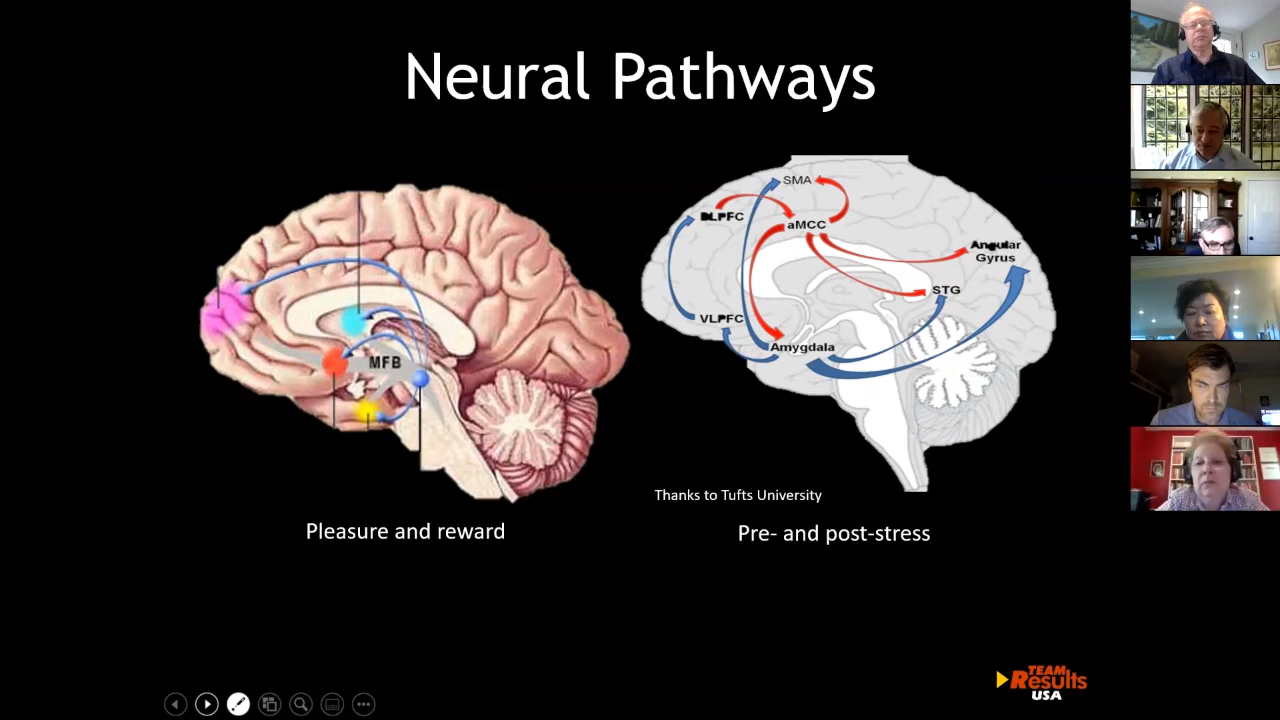 Neural Pathways
MFB
SMA
DLPFC
aMCC
Angular
Gyrus
STG
VLPFC
Amygdala
Thanks to Tufts University
Pleasure and reward
Pre- and post-stress
TEAM
Results
USA